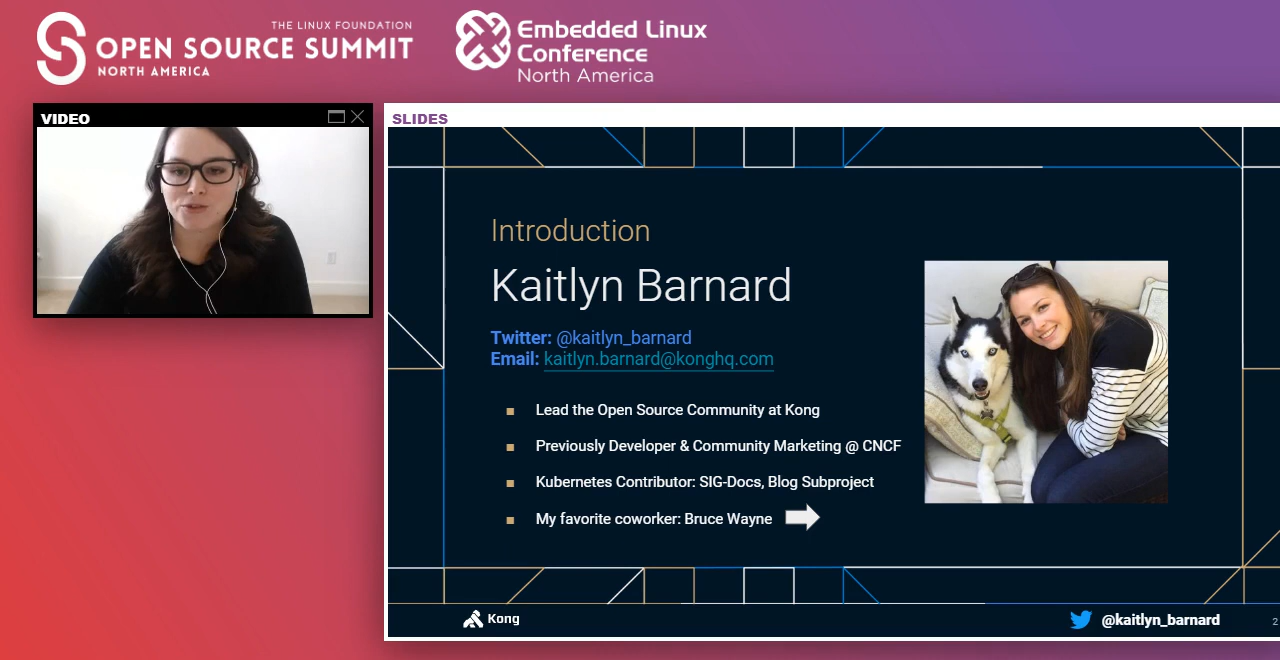 THE LINUX FOUNDATION
OPEN SOURCE SUMMIT
NORTH AMERICA
Embedded Linux
Conference
North America
VIDEO
SLIDES
Introduction
Kaitlyn Barnard
Twitter: @kaitlyn_barnard
Email: kaitlyn.barnard@konghq.com
Lead the Open Source Community at Kong
Previously Developer & Community Marketing @ CNCF
Kubernetes Contributor: SIG-Docs, Blog Subproject
My favorite coworker: Bruce Wayne
Kong
@kaitlyn_barnard
2